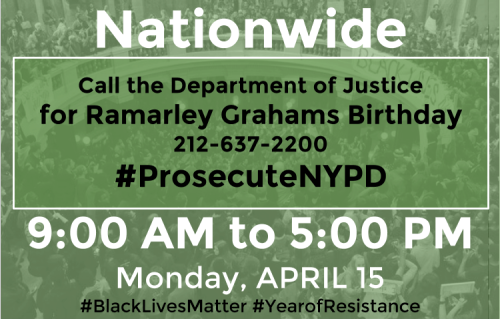 Nationwide
Call the Department of Justice
for Ramarley Grahams Birthday
212-637-2200
#ProsecuteNYPD
9:00 AM to 5:00 PM
Monday, APRIL 15
#BlackLivesMatter #YearofResistance